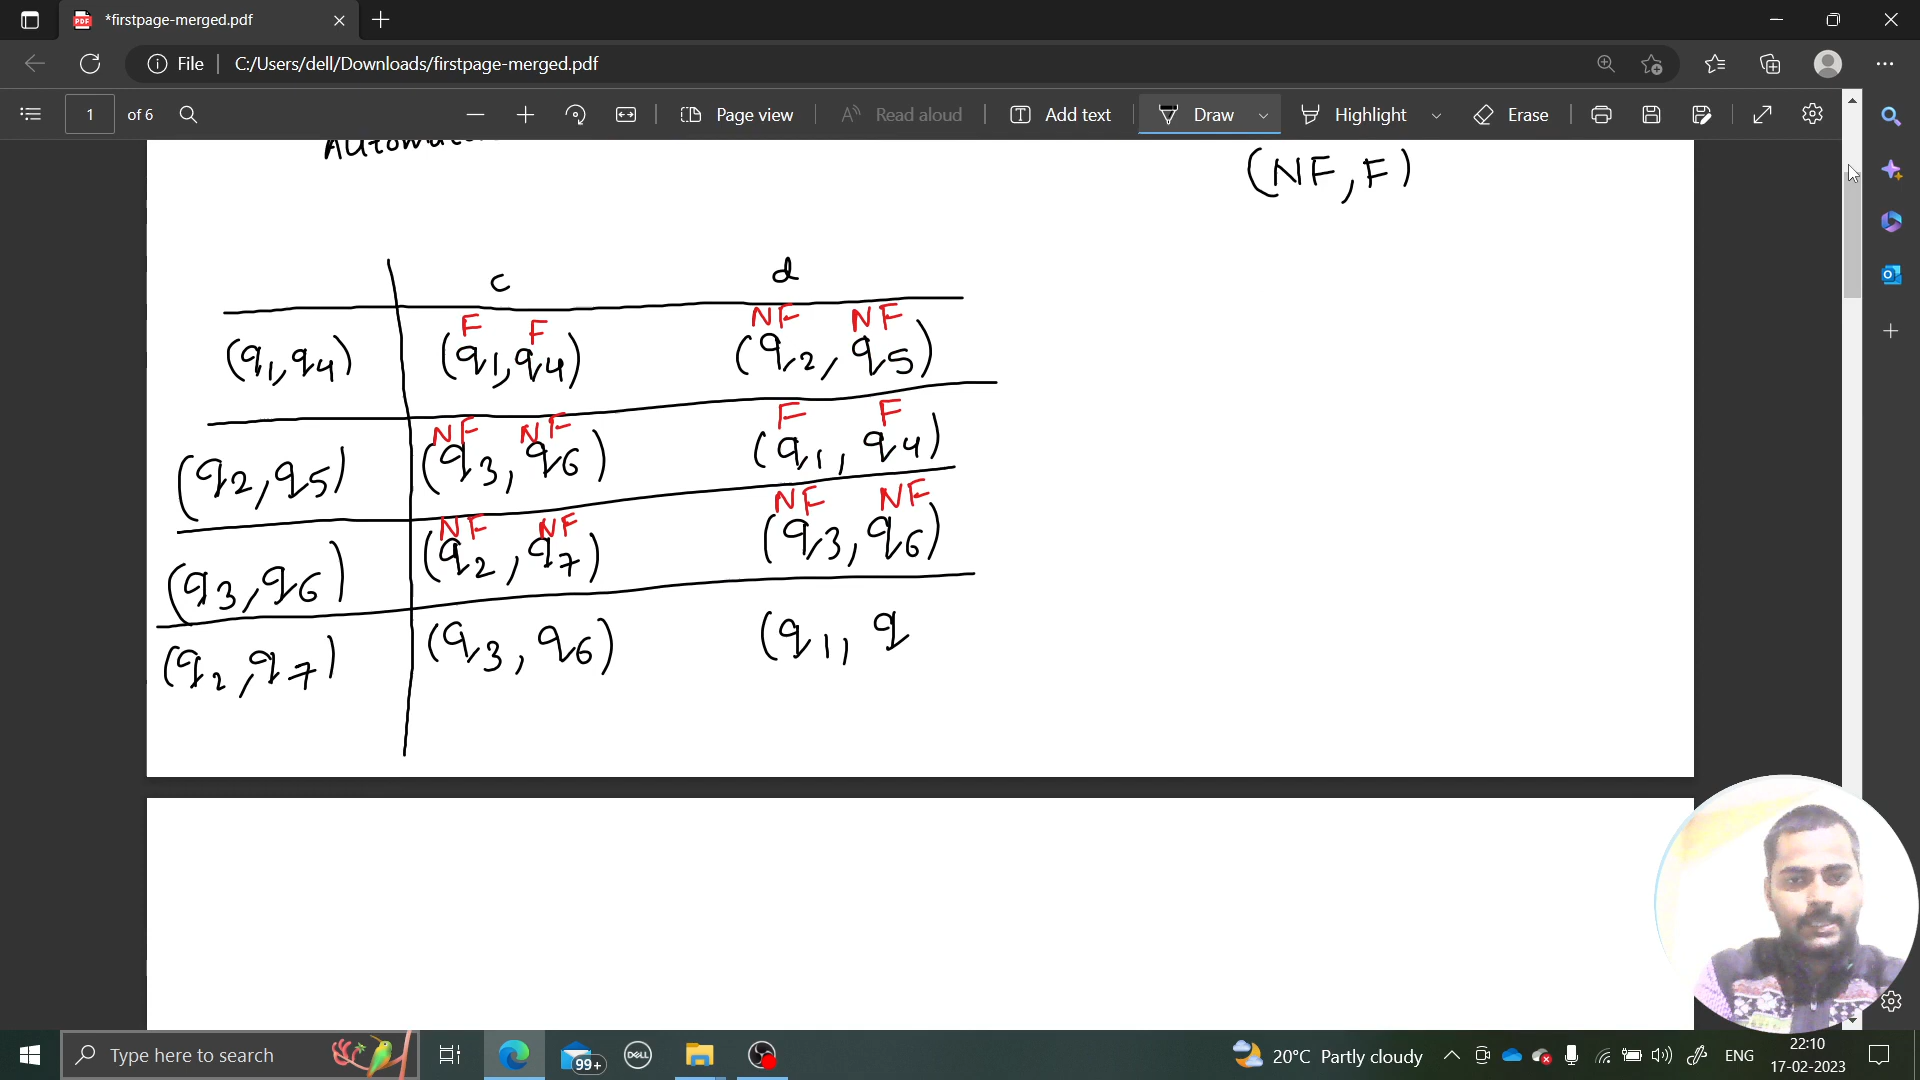 *firstpage-merged.pdf
File C:/Users/dell/Downloads/firstpage-merged.pdf
1 of 6 Page view Read aloud Add text Draw Highlight Erase
(NF, F)
c d
F F NF NF
(q1, q4) (q1, q4) (q2, q5)
NF NF F F
(q2, q5) (q3, q6) (q1, q4)
NF NF NF NF
(q3, q6) (q2, q7) (q3, q6)
(q2, q7) (q3, q6) (q1, q
Type here to search 99+ DELL 20°C Partly cloudy ENG 22:10
17-02-2023